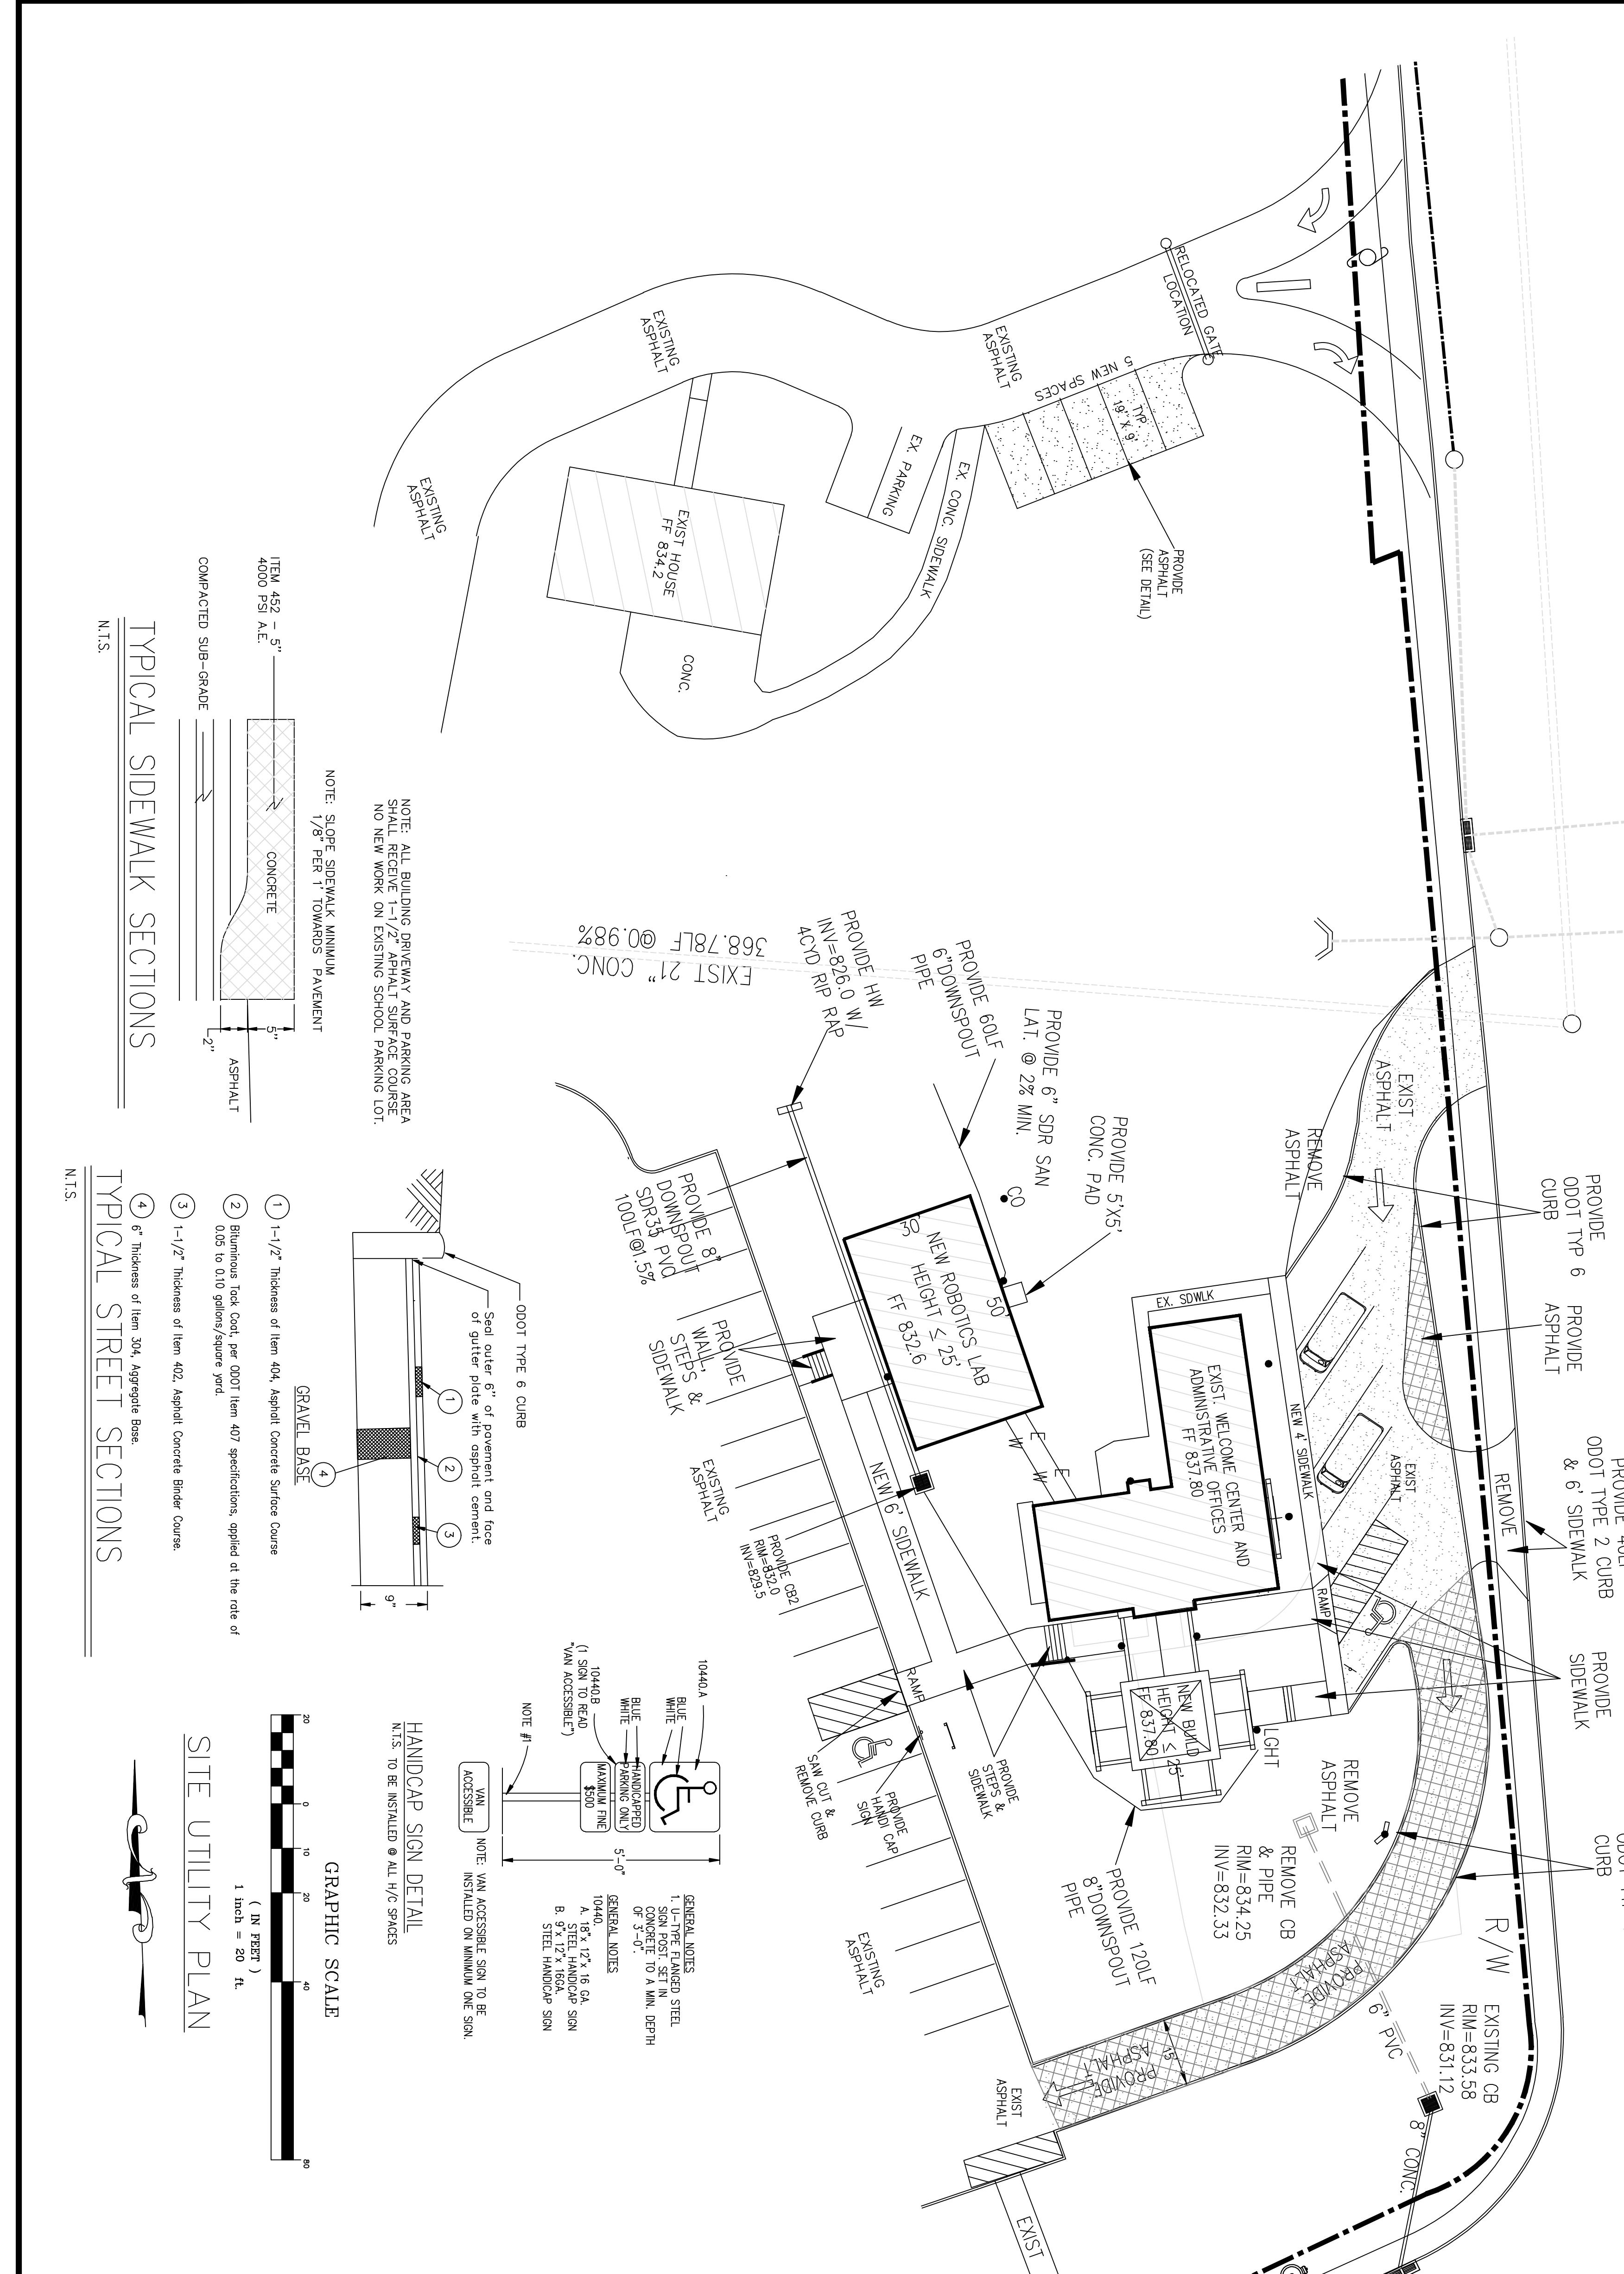 RELOCATED GATE
LOCATION
5 NEW SPACES
TYP
19' X 9'
EXISTING
ASPHALT
EXISTING
ASPHALT
EXISTING
ASPHALT
EX. PARKING
EX. CONC. SIDEWALK
EXIST HOUSE
FF 834.2
CONC.
PROVIDE
ASPHALT
(SEE DETAIL)
EXIST 21" CONC.
368.78LF @0.98%
PROVIDE HW
INV=826.0 W/
4CYD RIP RAP
PROVIDE 60LF
6"DOWNSPOUT
PIPE
PROVIDE 6" SDR SAN
LAT. @ 2% MIN.
PROVIDE 5'X5'
CONC. PAD
CO
REMOVE
ASPHALT
EXIST
ASPHALT
PROVIDE
ODOT TYP 6
CURB
PROVIDE
ASPHALT
ODOT TYPE 2 CURB
& 6' SIDEWALK
REMOVE
EXIST
ASPHALT
PROVIDE
SIDEWALK
CURB
R/W
30'
50'
NEW ROBOTICS LAB
HEIGHT ≤ 25'
FF 832.6
EX. SDWLK
EXIST. WELCOME CENTER AND
ADMINISTRATIVE OFFICES
FF 837.80
NEW 4' SIDEWALK
RAMP
E
E
W
W
PROVIDE 8"
DOWNSPOUT
SDR35 PVC
100LF@1.5%
PROVIDE
WALL,
STEPS &
SIDEWALK
EXISTING
ASPHALT
NEW 6' SIDEWALK
PROVIDE CB2
RIM=832.0
INV=829.5
RAMP
NEW BUILD
HEIGHT ≤ 25'
FF 837.80
LGHT
SAW CUT &
REMOVE CURB
PROVIDE
HANDI CAP
SIGN
PROVIDE
STEPS &
SIDEWALK
PROVIDE 120LF
8"DOWNSPOUT
PIPE
REMOVE
ASPHALT
REMOVE CB
& PIPE
RIM=834.25
INV=832.33
EXISTING
ASPHALT
PROVIDE
ASPHALT
PROVIDE
ASPHALT
15'
6" PVC
EXISTING CB
RIM=833.58
INV=831.12
8" CONC.
EXIST
ASPHALT
EXIST
NOTE: ALL BUILDING DRIVEWAY AND PARKING AREA
SHALL RECEIVE 1-1/2" APHALT SURFACE COURSE
NO NEW WORK ON EXISTING SCHOOL PARKING LOT.
NOTE: SLOPE SIDEWALK MINIMUM
1/8" PER 1' TOWARDS PAVEMENT
ITEM 452 - 5"
4000 PSI A.E.
CONCRETE
COMPACTED SUB-GRADE
5"
2"
ASPHALT
TYPICAL SIDEWALK SECTIONS
N.T.S.
ODOT TYPE 6 CURB
Seal outer 6" of pavement and face
of gutter plate with asphalt cement.
1
2
3
4
9"
GRAVEL BASE
1 1-1/2" Thickness of Item 404, Asphalt Concrete Surface Course
2 Bituminous Tack Coat, per ODOT Item 407 specifications, applied at the rate of
0.05 to 0.10 gallons/square yard.
3 1-1/2" Thickness of Item 402, Asphalt Concrete Binder Course.
4 6" Thickness of Item 304, Aggregate Base.
TYPICAL STREET SECTIONS
N.T.S.
10440.A
BLUE
WHITE
BLUE
WHITE
10440.B
(1 SIGN TO READ
"VAN ACCESSIBLE")
NOTE #1
HANDICAPPED
PARKING ONLY
MAXIMUM FINE
$500
VAN
ACCESSIBLE
5'-0"
GENERAL NOTES
1. U-TYPE FLANGED STEEL
SIGN POST. SET IN
CONCRETE TO A MIN. DEPTH
OF 3'-0".
GENERAL NOTES
10440.
A. 18"x 12"x 16 GA.
STEEL HANDICAP SIGN
B. 9"x 12"x 16GA.
STEEL HANDICAP SIGN
NOTE: VAN ACCESSIBLE SIGN TO BE
INSTALLED ON MINIMUM ONE SIGN.
HANIDCAP SIGN DETAIL
N.T.S. TO BE INSTALLED @ ALL H/C SPACES
GRAPHIC SCALE
20
0
10
20
40
80
( IN FEET )
1 inch = 20 ft.
SITE UTILITY PLAN